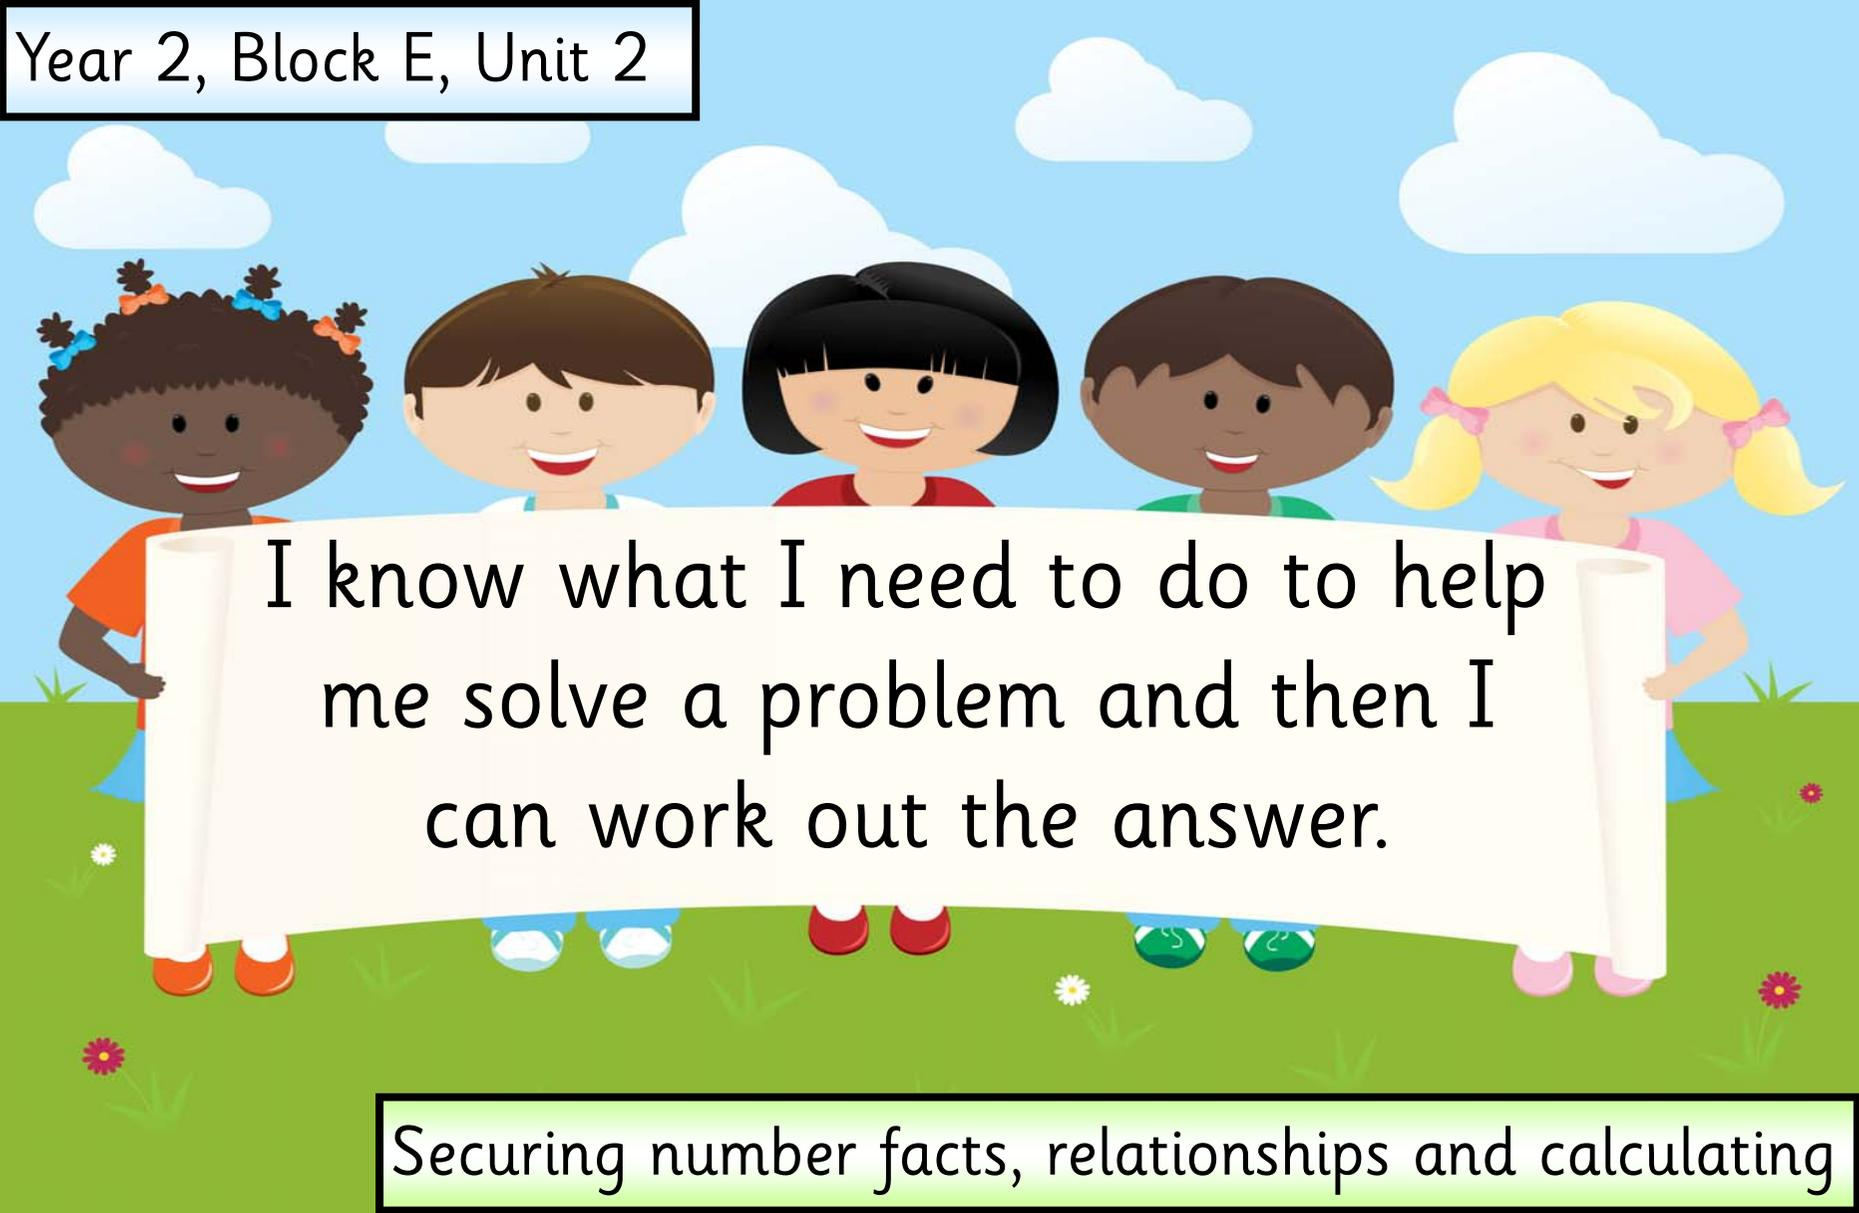 Year 2, Block E, Unit 2
I know what I need to do to help
me solve a problem and then I
can work out the answer.
Securing number facts, relationships and calculating